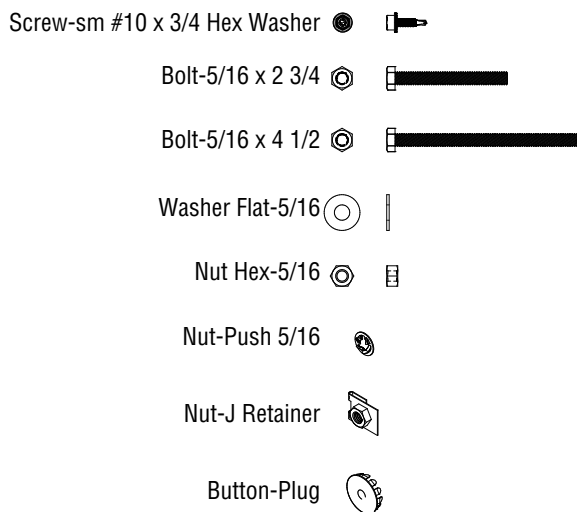 Screw-sm #10 x 3/4 Hex Washer
Bolt-5/16 x 2 3/4
Bolt-5/16 x 4 1/2
Washer Flat-5/16
Nut Hex-5/16
Nut-Push 5/16
Nut-J Retainer
Button-Plug